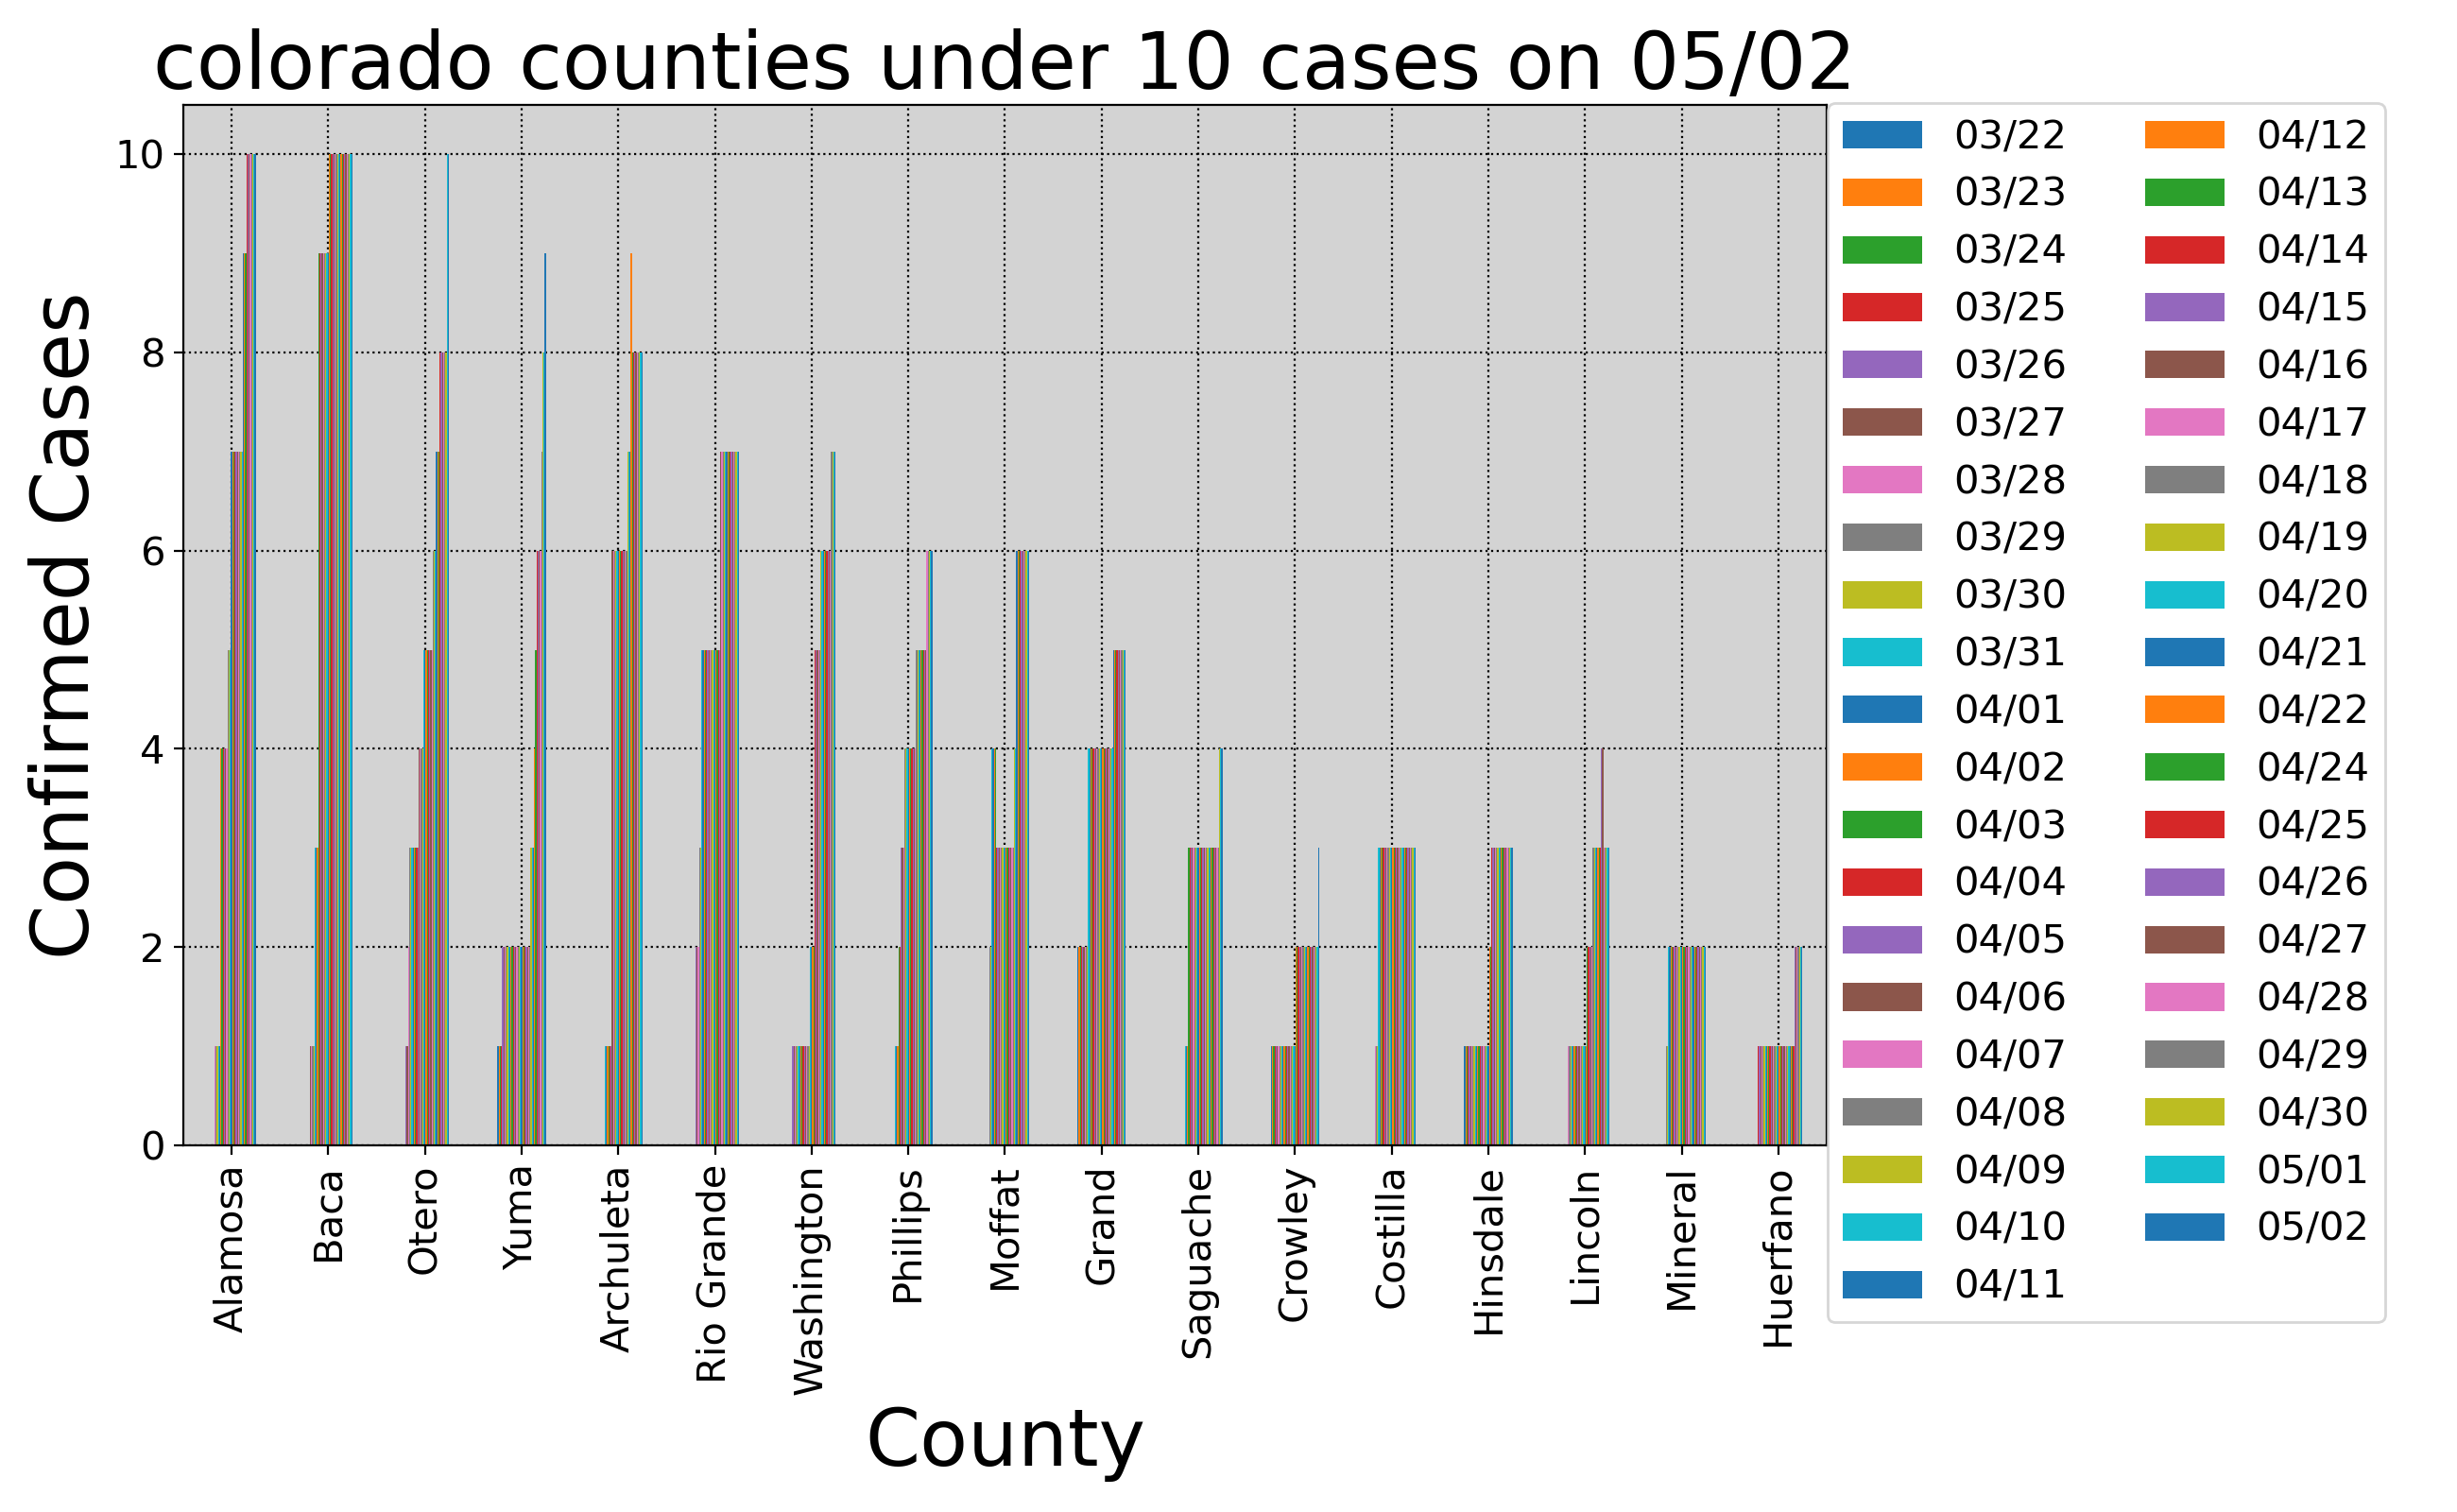 colorado counties under 10 cases on 05/02
Confirmed Cases
10
8
6
4
2
0
Alamosa
Baca
Otero
Yuma
Archuleta
Rio Grande
Washington
Phillips
Moffat
Grand
Saguache
Crowley
Costilla
Hinsdale
Lincoln
Mineral
Huerfano
County
03/22
03/23
03/24
03/25
03/26
03/27
03/28
03/29
03/30
03/31
04/01
04/02
04/03
04/04
04/05
04/06
04/07
04/08
04/09
04/10
04/11
04/12
04/13
04/14
04/15
04/16
04/17
04/18
04/19
04/20
04/21
04/22
04/24
04/25
04/26
04/27
04/28
04/29
04/30
05/01
05/02